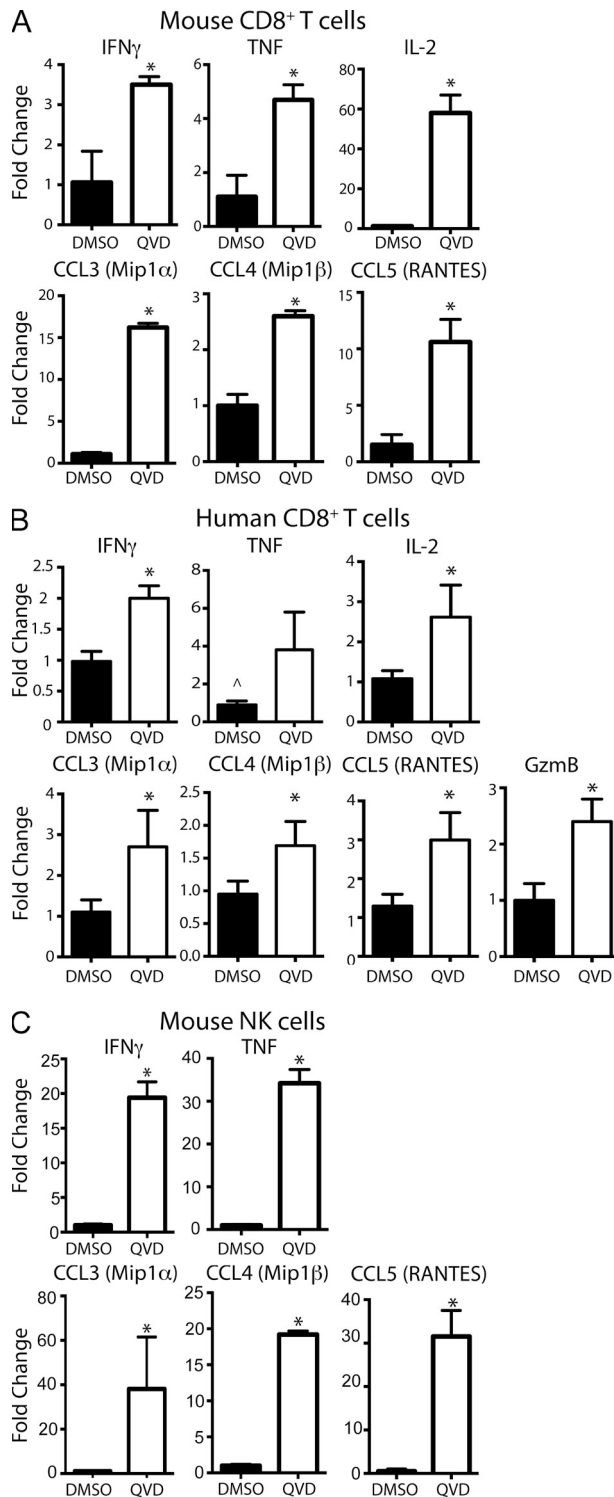 A Mouse CD8+ T cells
IFNγ TNF IL-2
Fold Change
4 3 2 1 0
* DMSO QVD
6 4 2 0
* DMSO QVD
80 60 40 20 0
* DMSO QVD
CCL3 (Mip1α) CCL4 (Mip1β) CCL5 (RANTES)
Fold Change
20 15 10 5 0
* DMSO QVD
3 2 1 0
* DMSO QVD
15 10 5 0
* DMSO QVD
B Human CD8+ T cells
IFNγ TNF IL-2
Fold Change
2.5 2 1.5 1 0.5 0
* DMSO QVD
8 6 4 2 0
^ DMSO QVD
4 3 2 1 0
* DMSO QVD
CCL3 (Mip1α) CCL4 (Mip1β) CCL5 (RANTES) GzmB
Fold Change
4 3 2 1 0
* DMSO QVD
2.5 2.0 1.5 1.0 0.5 0.0
* DMSO QVD
4 3 2 1 0
* DMSO QVD
3 2 1 0
* DMSO QVD
C Mouse NK cells
IFNγ TNF
Fold Change
25 20 15 10 5 0
* DMSO QVD
40 30 20 10 0
* DMSO QVD
CCL3 (Mip1α) CCL4 (Mip1β) CCL5 (RANTES)
Fold Change
80 60 40 20 0
* DMSO QVD
25 20 15 10 5 0
* DMSO QVD
40 30 20 10 0
* DMSO QVD